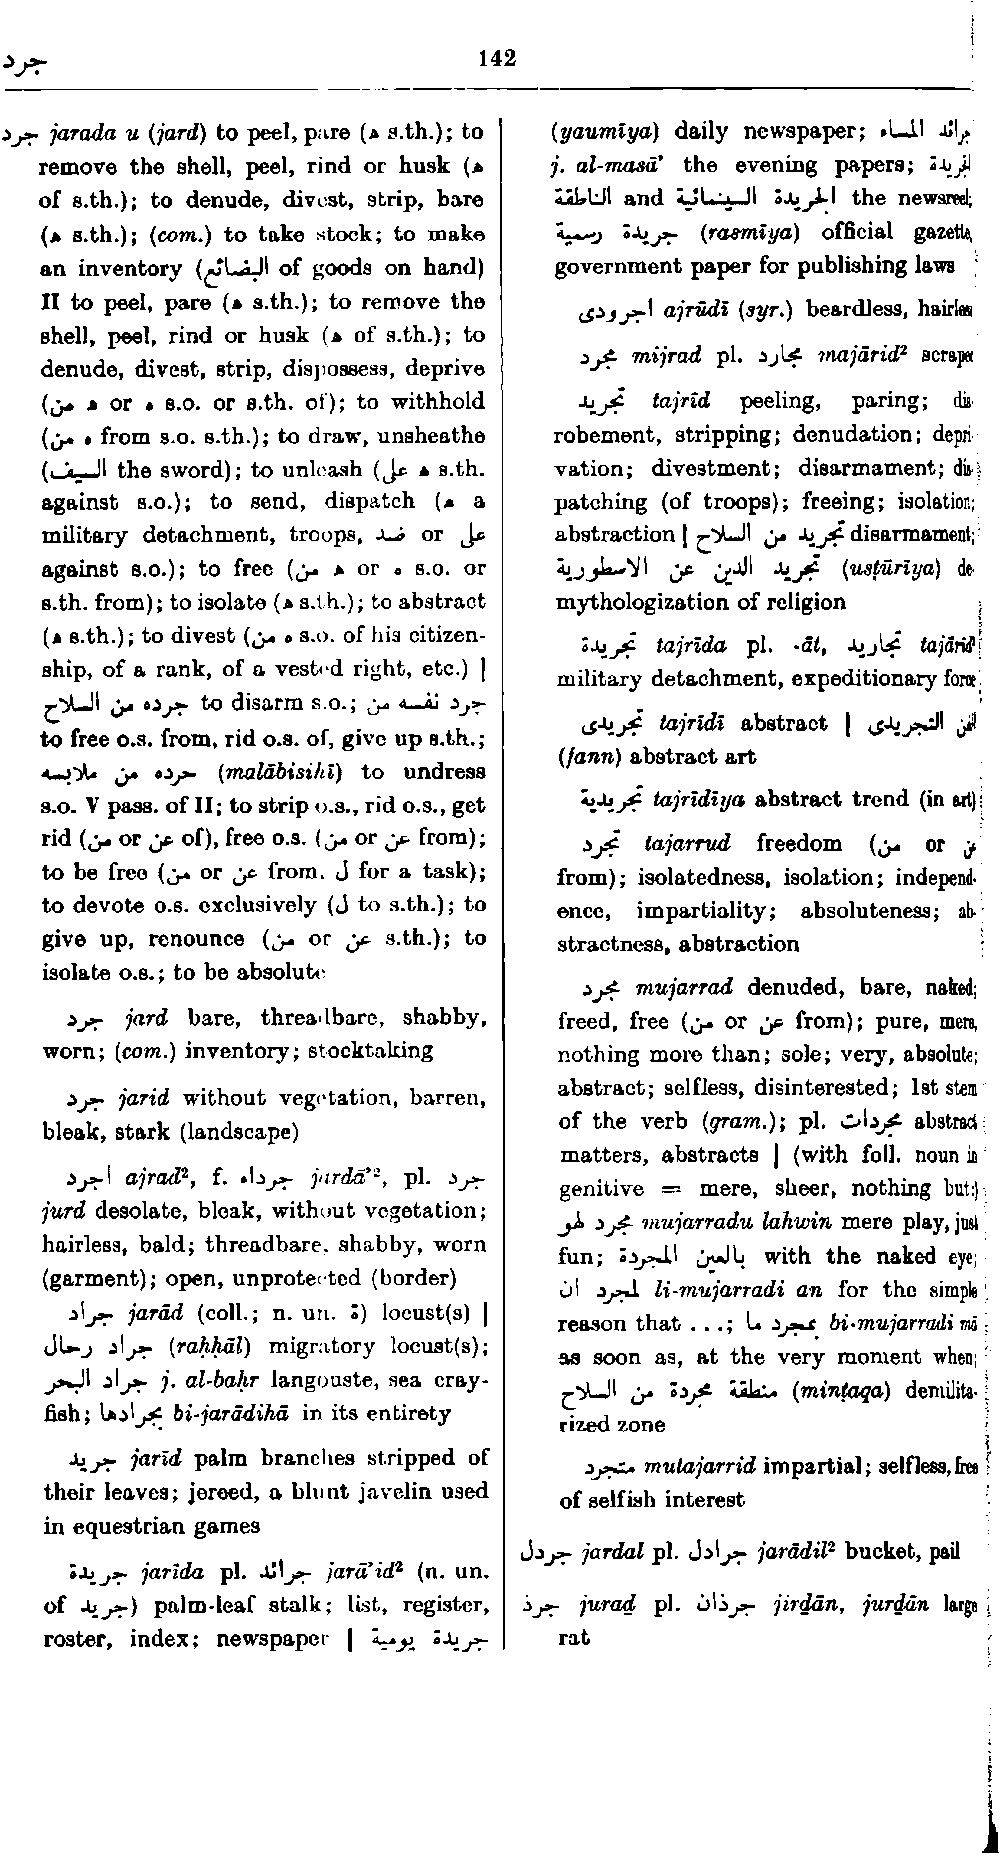 جرد
142
جرد jarada u (jard) to peel, pare (ه s.th.); to
remove the shell, peel, rind or husk (ه
of s.th.); to denude, divest, strip, bare
(ه s.th.); (com.) to take stock; to make
an inventory (البضائع of goods on hand)
II to peel, pare (ه s.th.); to remove the
shell, peel, rind or husk (ه of s.th.); to
denude, divest, strip, dispossess, deprive
(من ه or ه s.o. or s.th. of); to withhold
(من ه from s.o. s.th.); to draw, unsheathe
(السيف the sword); to unleash (على ه s.th.
against s.o.); to send, dispatch (ه a
military detachment, troops, ضد or على
against s.o.); to free (من ه or ه s.o. or
s.th. from); to isolate (ه s.th.); to abstract
(ه s.th.); to divest (من ه s.o. of his citizen-
ship, of a rank, of a vested right, etc.) |
جرده من السلاح to disarm s.o.; جرد نفسه من
to free o.s. from, rid o.s. of, give up s.th.;
جرده من ملابسه (malābisihī) to undress
s.o. V pass. of II; to strip o.s., rid o.s., get
rid (من or عن of), free o.s. (من or عن from);
to be free (من or عن from, ل for a task);
to devote o.s. exclusively (ل to s.th.); to
give up, renounce (من or عن s.th.); to
isolate o.s.; to be absolute
جرد jard bare, threadbare, shabby,
worn; (com.) inventory; stocktaking
جرد jarid without vegetation, barren,
bleak, stark (landscape)
اجرد ajrad², f. جرداء jardā'², pl. جرد
jurd desolate, bleak, without vegetation;
hairless, bald; threadbare, shabby, worn
(garment); open, unprotected (border)
جراد jarād (coll.; n. un. ة) locust(s) |
جراد رحال (raḥḥāl) migratory locust(s);
جراد البحر j. al-baḥr langouste, sea cray-
fish; بجرادها bi-jarādihā in its entirety
جريد jarīd palm branches stripped of
their leaves; jereed, a blunt javelin used
in equestrian games
جريدة jarīda pl. جرائد jarā'id² (n. un.
of جريد) palm-leaf stalk; list, register,
roster, index; newspaper | جريدة يومية
(yaumīya) daily newspaper; جرائد المساء
j. al-masā' the evening papers; الجريدة
الناطقة and الجريدة السينمائية the newsreel;
جريدة رسمية (rasmīya) official gazette,
government paper for publishing laws
اجرودى ajrūdī (syr.) beardless, hairless
مجرد mijrad pl. مجارد majārid² scraper
تجريد tajrīd peeling, paring; dis-
robement, stripping; denudation; depri-
vation; divestment; disarmament; dis-
patching (of troops); freeing; isolation;
abstraction | تجريد من السلاح disarmament;
تجريد الدين عن الاسطورية (usṭūrīya) de-
mythologization of religion
تجريدة tajrīda pl. -āt, تجاريد tajārīd²
military detachment, expeditionary force
تجريدى tajrīdī abstract | الفن التجريدى
(fann) abstract art
تجريدية tajrīdīya abstract trend (in art)
تجرد tajarrud freedom (من or عن
from); isolatedness, isolation; independ-
ence, impartiality; absoluteness; ab-
stractness, abstraction
مجرد mujarrad denuded, bare, naked;
freed, free (من or عن from); pure, mere,
nothing more than; sole; very, absolute;
abstract; selfless, disinterested; 1st stem
of the verb (gram.); pl. مجردات abstract
matters, abstracts | (with foll. noun in
genitive = mere, sheer, nothing but:)
مجرد لهو mujarradu lahwin mere play, just
fun; بالعين المجردة with the naked eye;
لمجرد ان li-mujarradi an for the simple
reason that ...; بمجرد ما bi-mujarradi mā
as soon as, at the very moment when;
منطقة مجردة من السلاح (minṭaqa) demilita-
rized zone
متجرد mutajarrid impartial; selfless, free
of selfish interest
جردل jardal pl. جرادل jarādil² bucket, pail
جرذ juraḏ pl. جرذان jirḏān, jurḏān large
rat